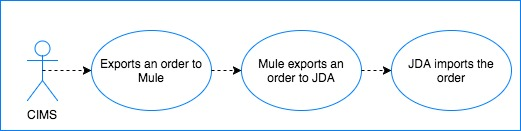 Exports an order to
Mule
Mule exports an
order to JDA
JDA imports the
order
CIMS